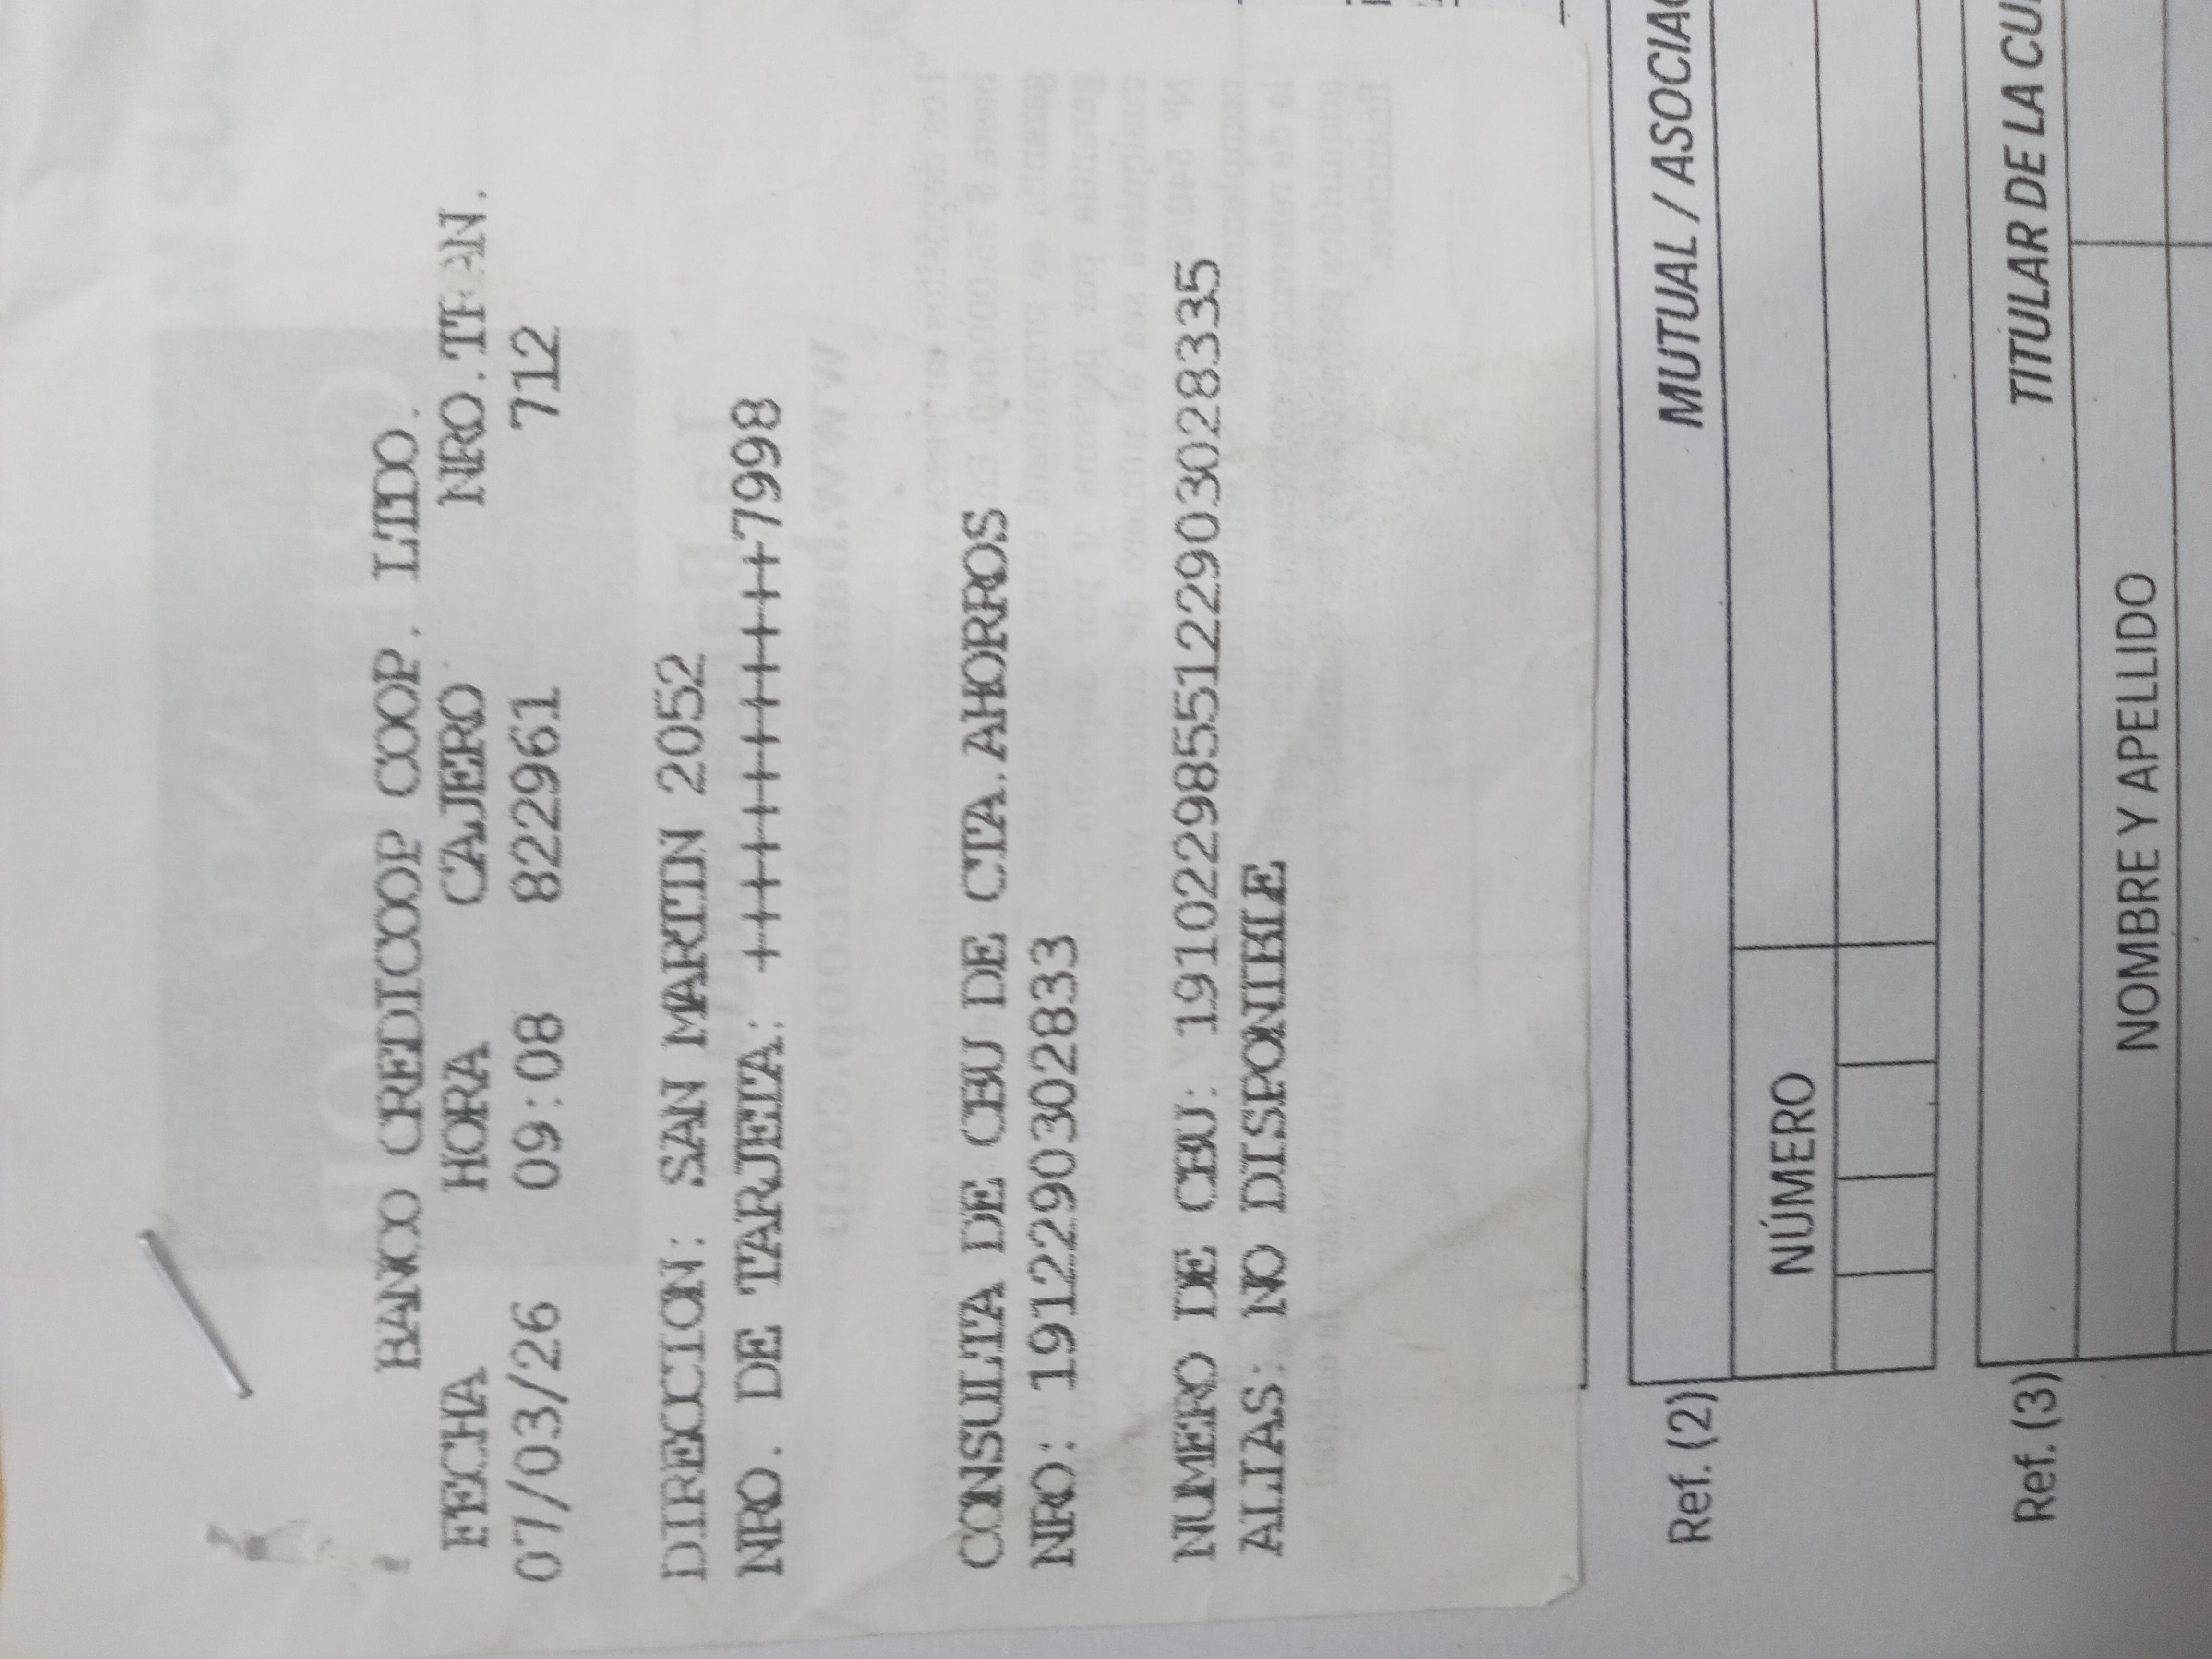 BANCO CREDICOOP COOP. LTDO.
FECHA HORA CAJERO NRO.TRAN.
07/03/26 09:08 822961 712
DIRECCION: SAN MARTIN 2052
NRO. DE TARJETA: ++++++++++++7998
CONSULTA DE CBU DE CTA.AHORROS
NRO: 1912290302833
NUMERO DE CBU: 1910229855122903028335
ALIAS: NO DISPONIBLE
Ref. (2)
MUTUAL / ASOCIAC
NÚMERO
Ref. (3)
TITULAR DE LA CU
NOMBRE Y APELLIDO